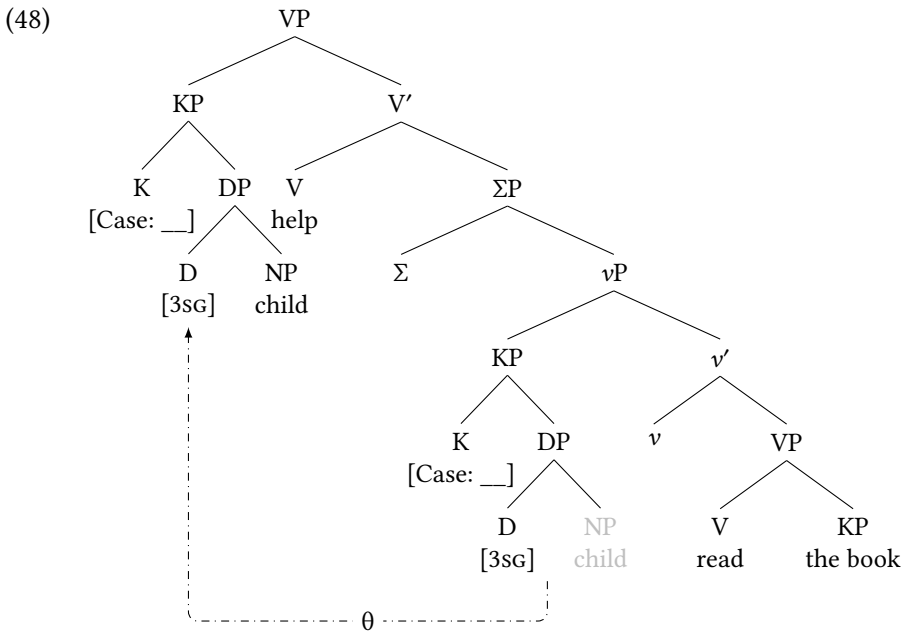 (48) VP
KP V′
K DP V ΣP
[Case: __] help
D NP Σ vP
[3SG] child
KP v′
K DP v VP
[Case: __]
D NP V KP
[3SG] child read the book
θ